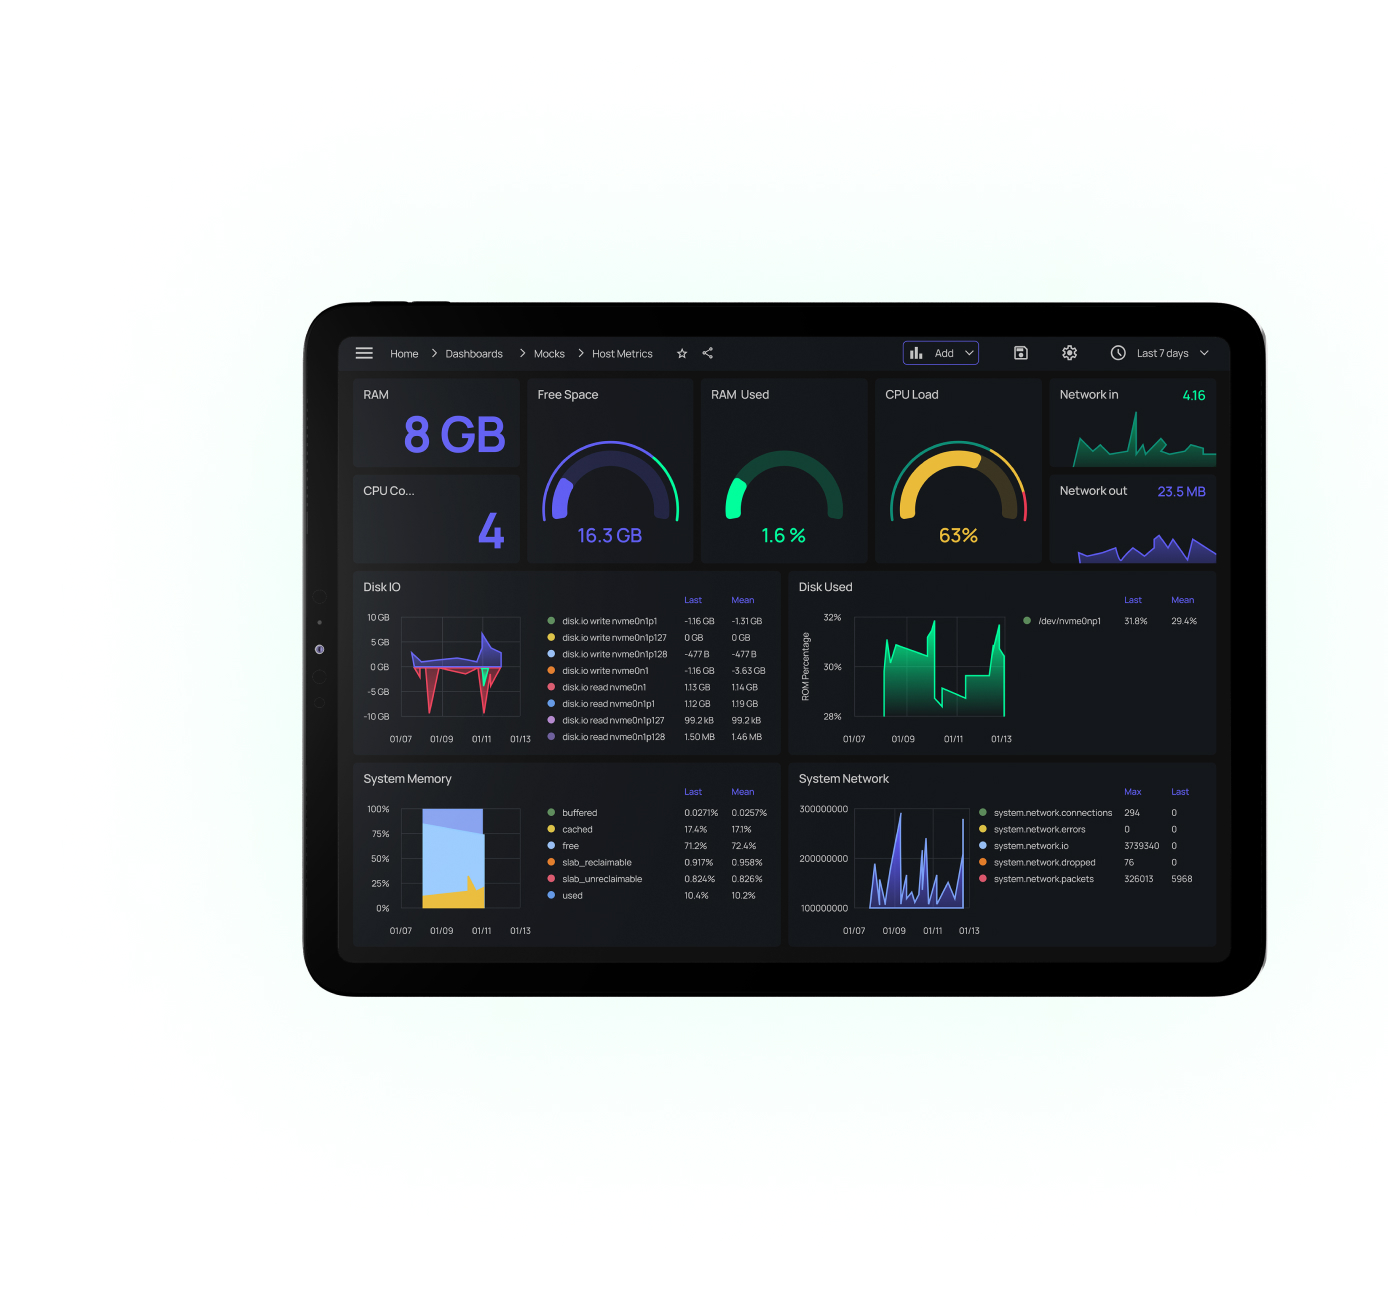 Home > Dashboards > Mocks > Host Metrics
Add
Last 7 days
RAM
8 GB
CPU Co...
4
Free Space
16.3 GB
RAM Used
1.6 %
CPU Load
63%
Network in 4.16
Network out 23.5 MB
Disk IO
10 GB
5 GB
0 GB
-5 GB
-10 GB
01/07 01/09 01/11 01/13
Last Mean
disk.io write nvme0n1p1 -1.16 GB -1.31 GB
disk.io write nvme0n1p127 0 GB 0 GB
disk.io write nvme0n1p128 -477 B -477 B
disk.io write nvme0n1 -1.16 GB -3.63 GB
disk.io read nvme0n1 1.13 GB 1.14 GB
disk.io read nvme0n1p1 1.12 GB 1.19 GB
disk.io read nvme0n1p127 99.2 kB 99.2 kB
disk.io read nvme0n1p128 1.50 MB 1.46 MB
Disk Used
ROM Percentage
32%
30%
28%
01/07 01/09 01/11 01/13
Last Mean
/dev/nvme0np1 31.8% 29.4%
System Memory
100%
75%
50%
25%
0%
01/07 01/09 01/11 01/13
Last Mean
buffered 0.0271% 0.0257%
cached 17.4% 17.1%
free 71.2% 72.4%
slab_reclaimable 0.917% 0.958%
slab_unreclaimable 0.824% 0.826%
used 10.4% 10.2%
System Network
300000000
200000000
100000000
01/07 01/09 01/11 01/13
Max Last
system.network.connections 294 0
system.network.errors 0 0
system.network.io 3739340 0
system.network.dropped 76 0
system.network.packets 326013 5968